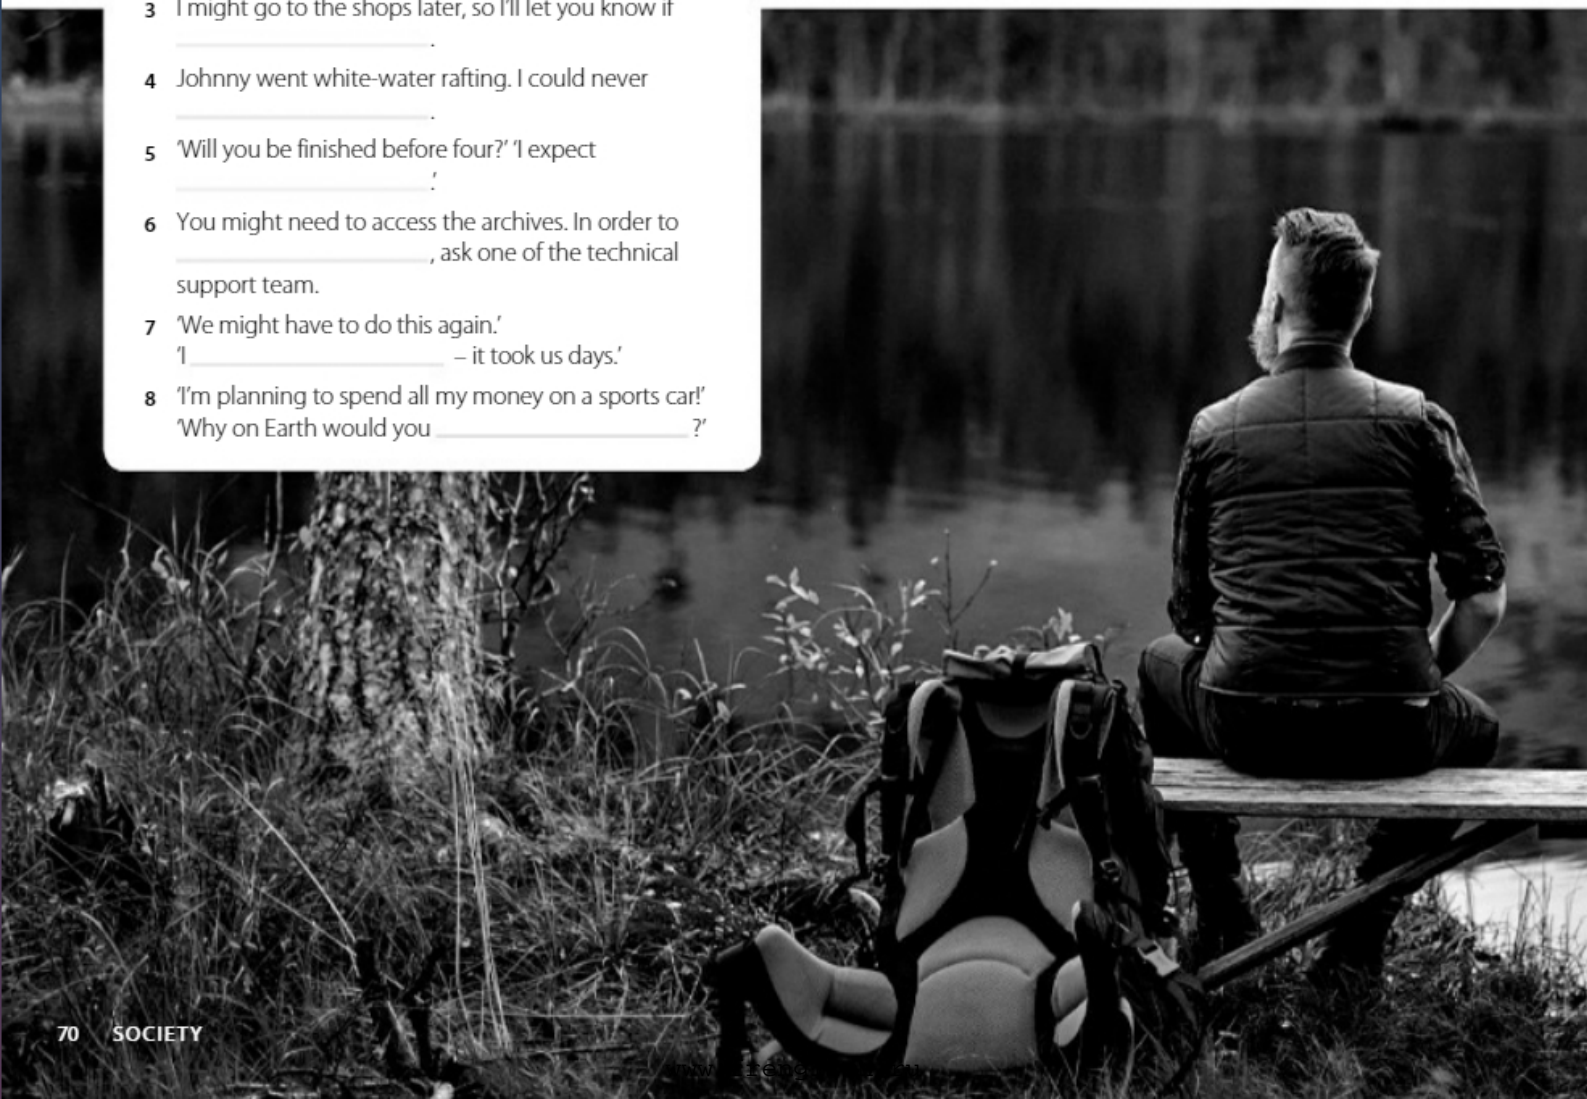 3 I might go to the shops later, so I'll let you know if
.
4 Johnny went white-water rafting. I could never
.
5 'Will you be finished before four?' 'I expect
.'
6 You might need to access the archives. In order to
, ask one of the technical
support team.
7 'We might have to do this again.'
'I – it took us days.'
8 'I'm planning to spend all my money on a sports car!'
'Why on Earth would you ?'
70 SOCIETY